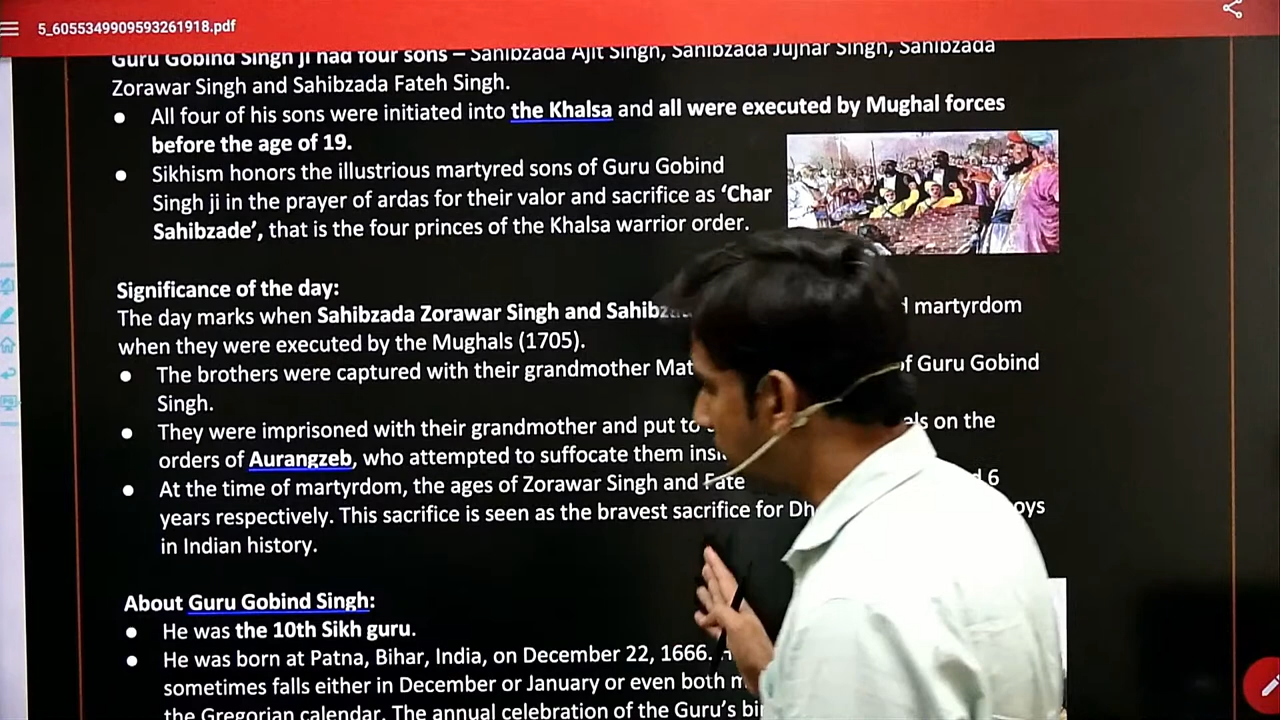 5_6055349909593261918.pdf
Guru Gobind Singh ji had four sons – Sahibzada Ajit Singh, Sahibzada Jujhar Singh, Sahibzada
Zorawar Singh and Sahibzada Fateh Singh.
● All four of his sons were initiated into the Khalsa and all were executed by Mughal forces
before the age of 19.
● Sikhism honors the illustrious martyred sons of Guru Gobind
Singh ji in the prayer of ardas for their valor and sacrifice as ‘Char
Sahibzade’, that is the four princes of the Khalsa warrior order.
Significance of the day:
The day marks when Sahibzada Zorawar Singh and martyrdom
when they were executed by the Mughals (1705).
● The brothers were captured with their grandmother of Guru Gobind
Singh.
● They were imprisoned with their grandmother and put to on the
orders of Aurangzeb, who attempted to suffocate them
● At the time of martyrdom, the ages of Zorawar Singh and 6
years respectively. This sacrifice is seen as the bravest sacrifice for
in Indian history.
About Guru Gobind Singh:
● He was the 10th Sikh guru.
● He was born at Patna, Bihar, India, on December 22, 1666.
sometimes falls either in December or January or even both
the Gregorian calendar. The annual celebration of the Guru’s